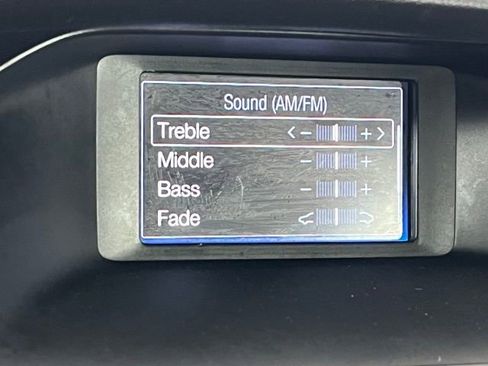 Sound (AM/FM)
Treble < - + >
Middle - +
Bass - +
Fade